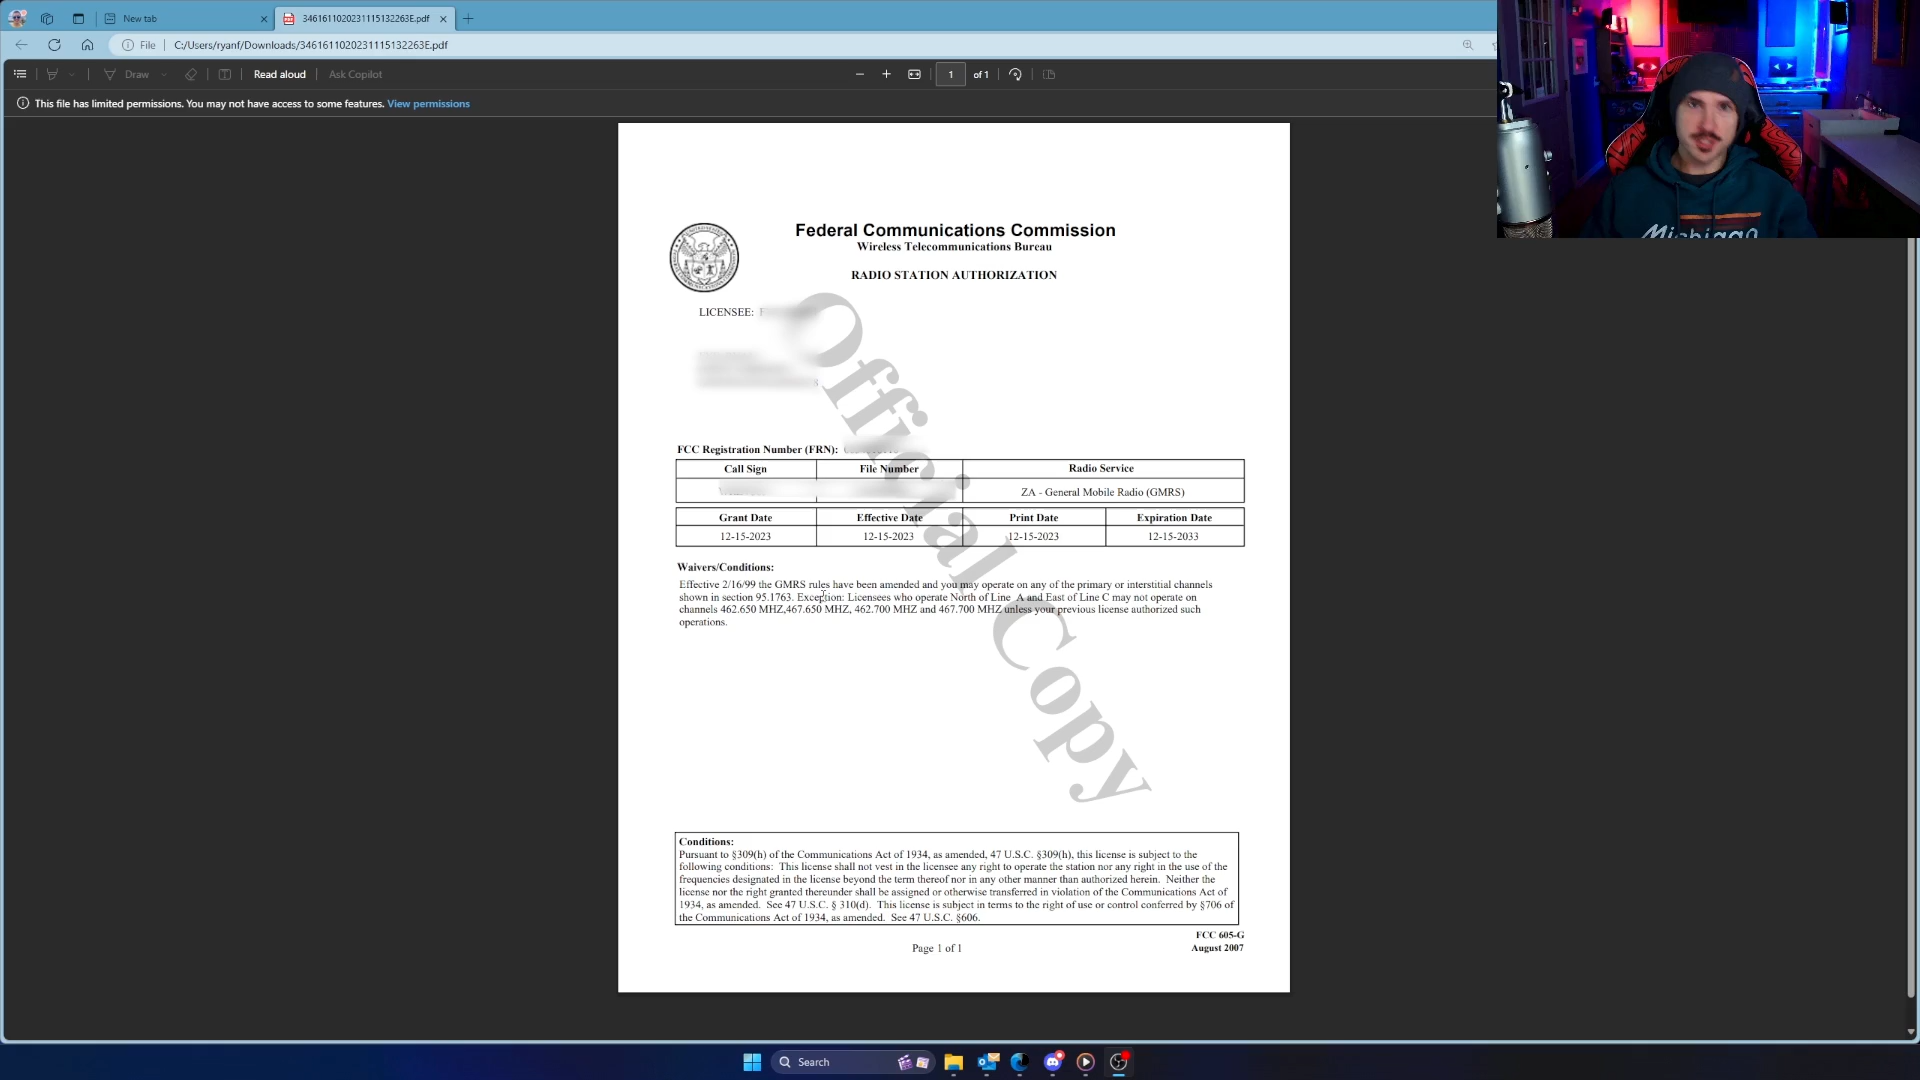 New tab
3461611020231115132263E.pdf
File
C:/Users/ryanf/Downloads/3461611020231115132263E.pdf
Draw
Read aloud
Ask Copilot
1
of 1
This file has limited permissions. You may not have access to some features. View permissions
Michigan
Federal Communications Commission
Wireless Telecommunications Bureau
RADIO STATION AUTHORIZATION
LICENSEE:
Official Copy
FCC Registration Number (FRN):
Call Sign File Number Radio Service
ZA - General Mobile Radio (GMRS)
Grant Date Effective Date Print Date Expiration Date
12-15-2023 12-15-2023 12-15-2023 12-15-2033
Waivers/Conditions:
Effective 2/16/99 the GMRS rules have been amended and you may operate on any of the primary or interstitial channels
shown in section 95.1763. Exception: Licensees who operate North of Line A and East of Line C may not operate on
channels 462.650 MHZ,467.650 MHZ, 462.700 MHZ and 467.700 MHZ unless your previous license authorized such
operations.
Conditions:
Pursuant to §309(h) of the Communications Act of 1934, as amended, 47 U.S.C. §309(h), this license is subject to the
following conditions: This license shall not vest in the licensee any right to operate the station nor any right in the use of the
frequencies designated in the license beyond the term thereof nor in any other manner than authorized herein. Neither the
license nor the right granted thereunder shall be assigned or otherwise transferred in violation of the Communications Act of
1934, as amended. See 47 U.S.C. § 310(d). This license is subject in terms to the right of use or control conferred by §706 of
the Communications Act of 1934, as amended. See 47 U.S.C. §606.
FCC 605-G
August 2007
Page 1 of 1
Search